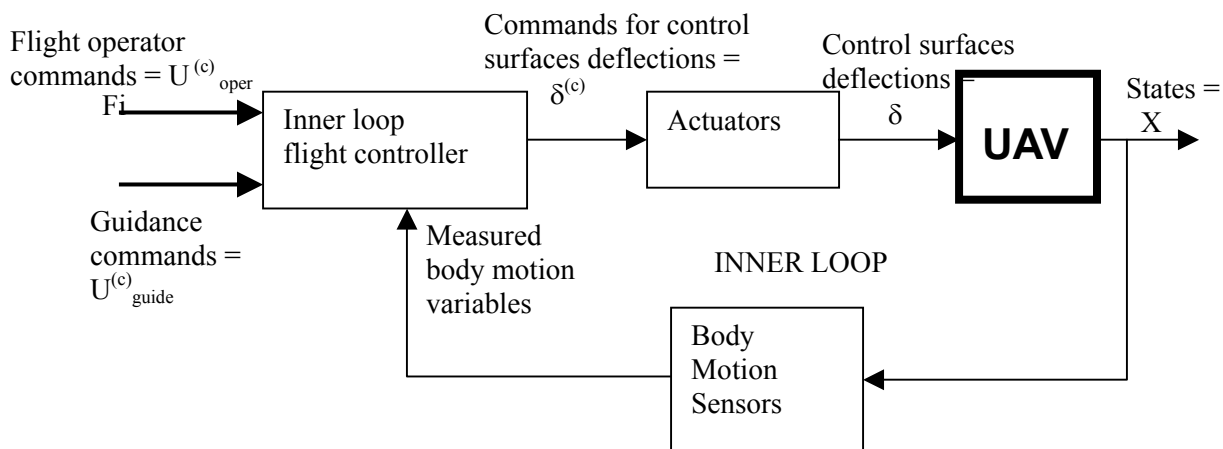 Flight operator
commands = U⁽ᶜ⁾ oper
Fi
Inner loop
flight controller
Guidance
commands =
U⁽ᶜ⁾guide
Commands for control
surfaces deflections =
δ⁽ᶜ⁾
Actuators
Control surfaces
deflections =
δ
UAV
States =
X
Measured
body motion
variables
INNER LOOP
Body
Motion
Sensors